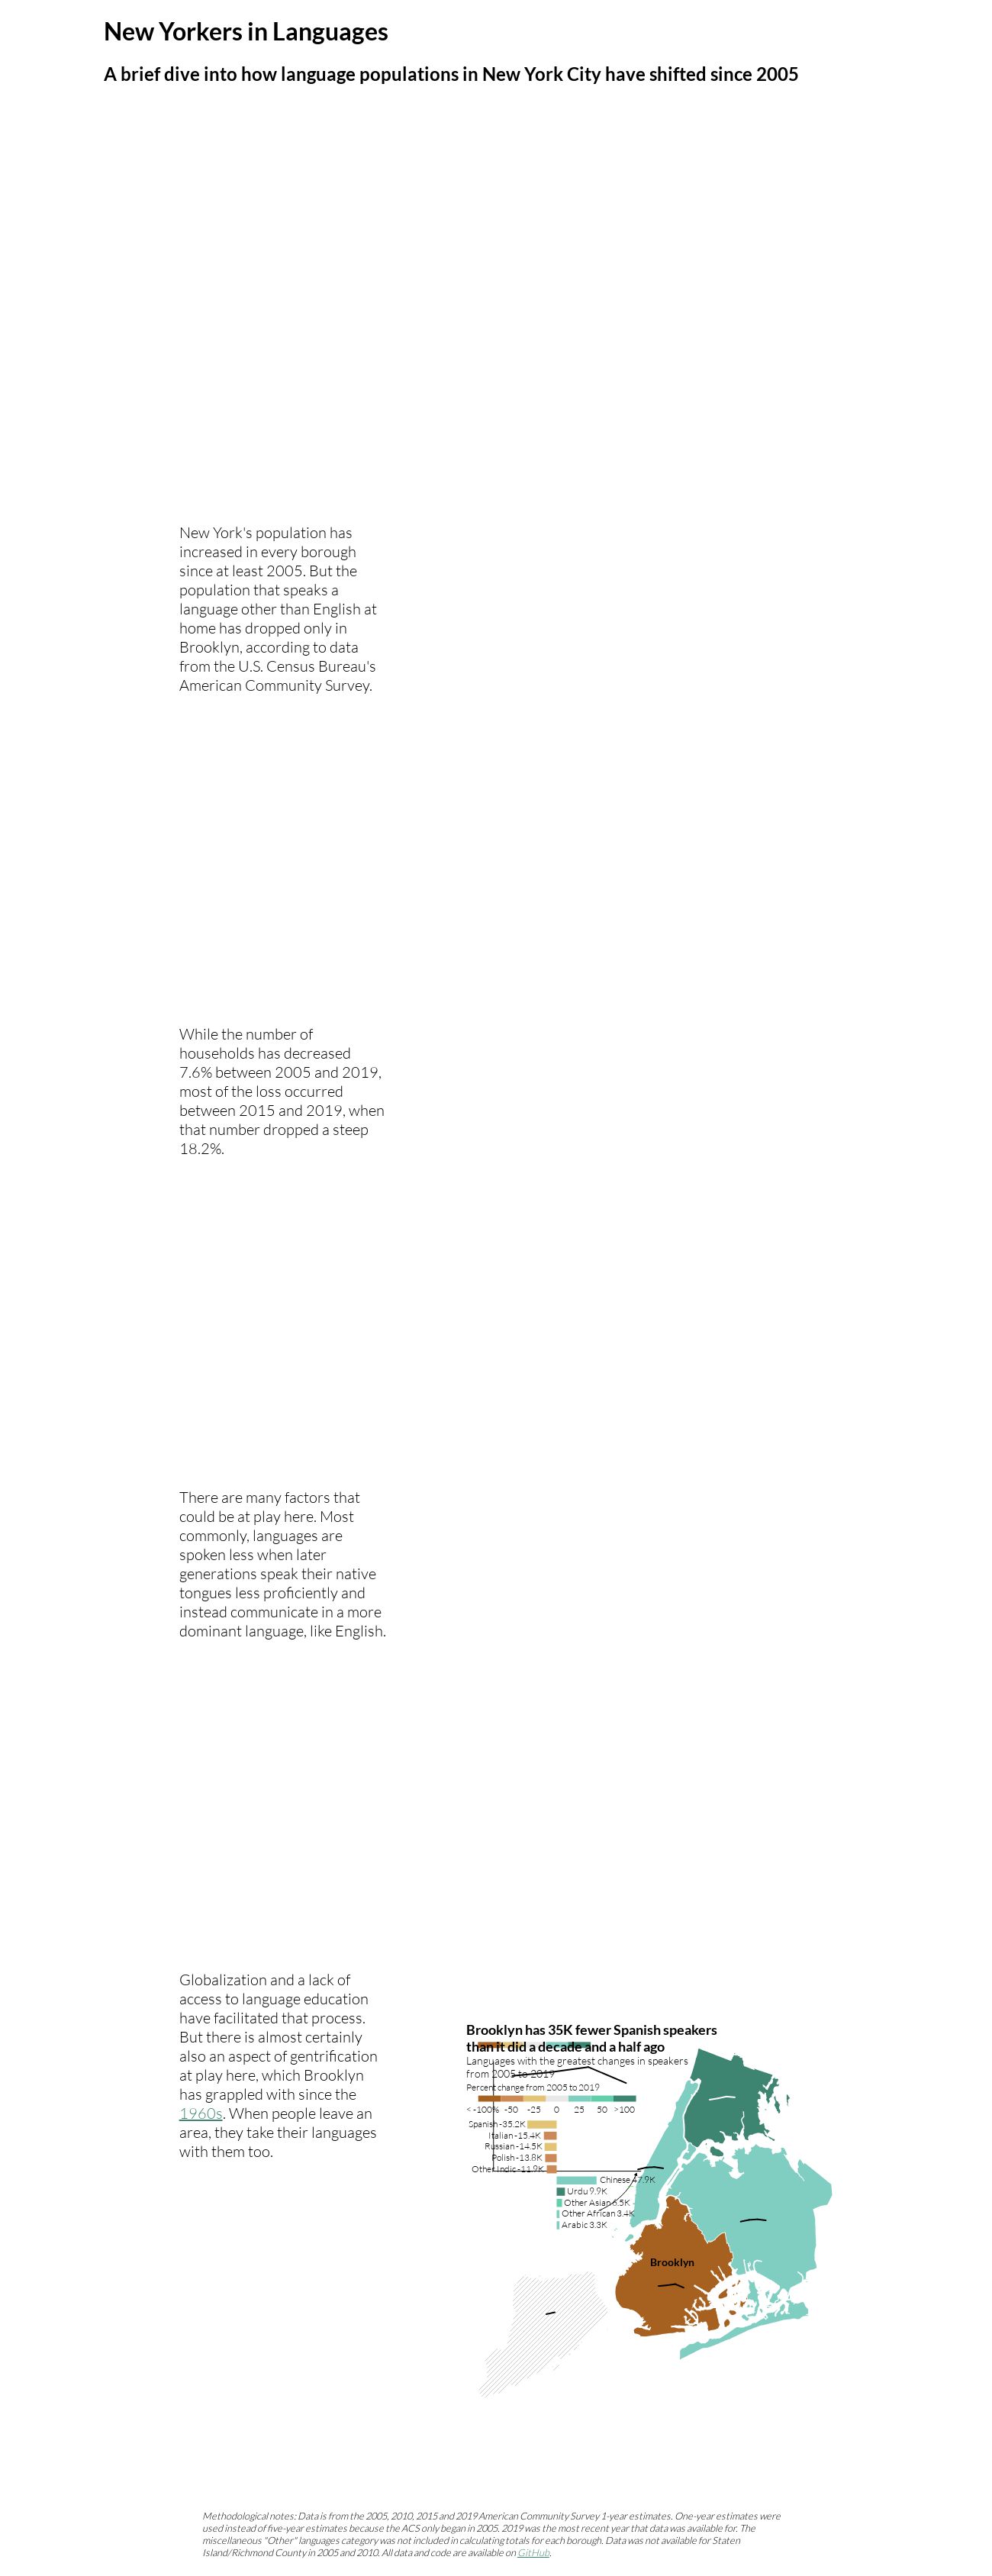 New Yorkers in Languages
A brief dive into how language populations in New York City have shifted since 2005
New York's population has
increased in every borough
since at least 2005. But the
population that speaks a
language other than English at
home has dropped only in
Brooklyn, according to data
from the U.S. Census Bureau's
American Community Survey.
While the number of
households has decreased
7.6% between 2005 and 2019,
most of the loss occurred
between 2015 and 2019, when
that number dropped a steep
18.2%.
There are many factors that
could be at play here. Most
commonly, languages are
spoken less when later
generations speak their native
tongues less proficiently and
instead communicate in a more
dominant language, like English.
Globalization and a lack of
access to language education
have facilitated that process.
But there is almost certainly
also an aspect of gentrification
at play here, which Brooklyn
has grappled with since the
1960s. When people leave an
area, they take their languages
with them too.
Brooklyn has 35K fewer Spanish speakers
than it did a decade and a half ago
Languages with the greatest changes in speakers
from 2005 to 2019
Percent change from 2005 to 2019
< -100% -50 -25 0 25 50 >100
Spanish -35.2K
Italian -15.4K
Russian -14.5K
Polish -13.8K
Other Indic -11.9K
Chinese 47.9K
Urdu 9.9K
Other Asian 6.5K
Other African 3.4K
Arabic 3.3K
Brooklyn
Methodological notes: Data is from the 2005, 2010, 2015 and 2019 American Community Survey 1-year estimates. One-year estimates were
used instead of five-year estimates because the ACS only began in 2005. 2019 was the most recent year that data was available for. The
miscellaneous "Other" languages category was not included in calculating totals for each borough. Data was not available for Staten
Island/Richmond County in 2005 and 2010. All data and code are available on GitHub.